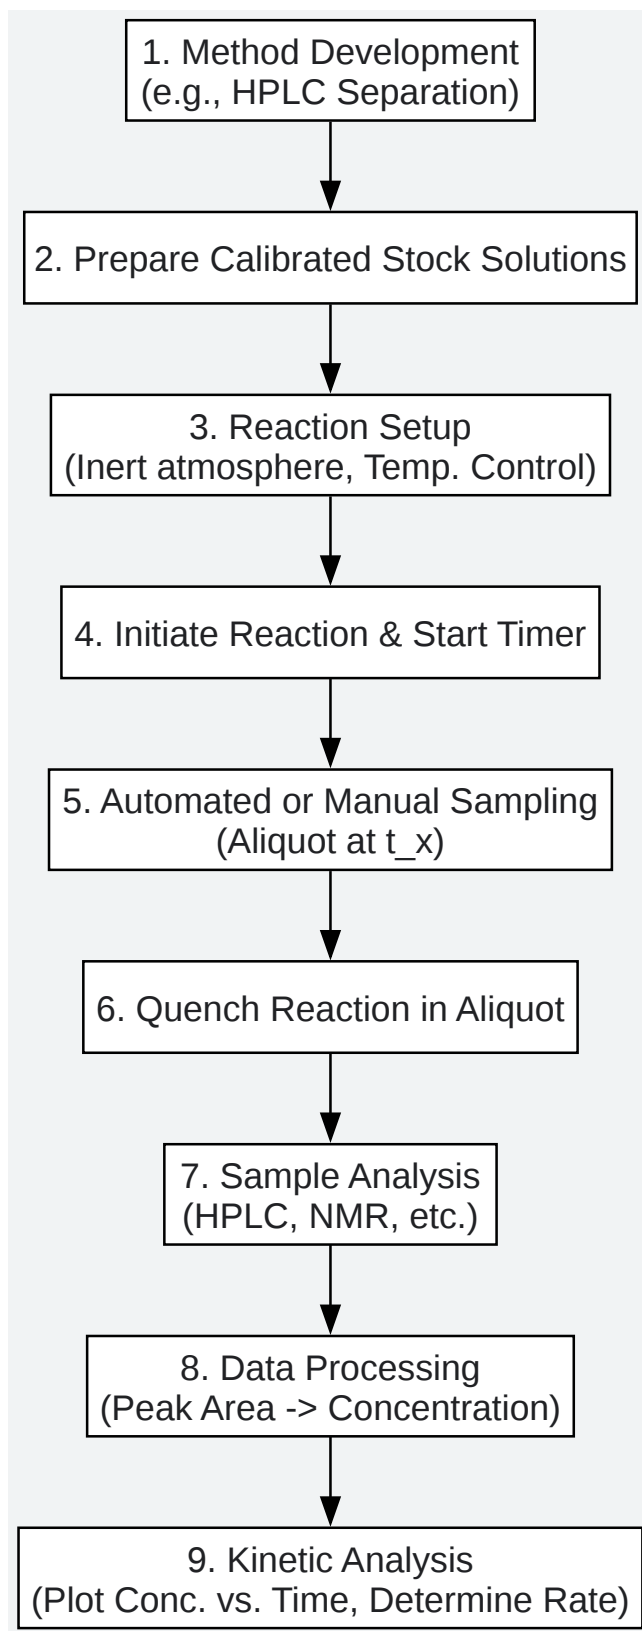 1. Method Development
(e.g., HPLC Separation)
2. Prepare Calibrated Stock Solutions
3. Reaction Setup
(Inert atmosphere, Temp. Control)
4. Initiate Reaction & Start Timer
5. Automated or Manual Sampling
(Aliquot at t_x)
6. Quench Reaction in Aliquot
7. Sample Analysis
(HPLC, NMR, etc.)
8. Data Processing
(Peak Area -> Concentration)
9. Kinetic Analysis
(Plot Conc. vs. Time, Determine Rate)